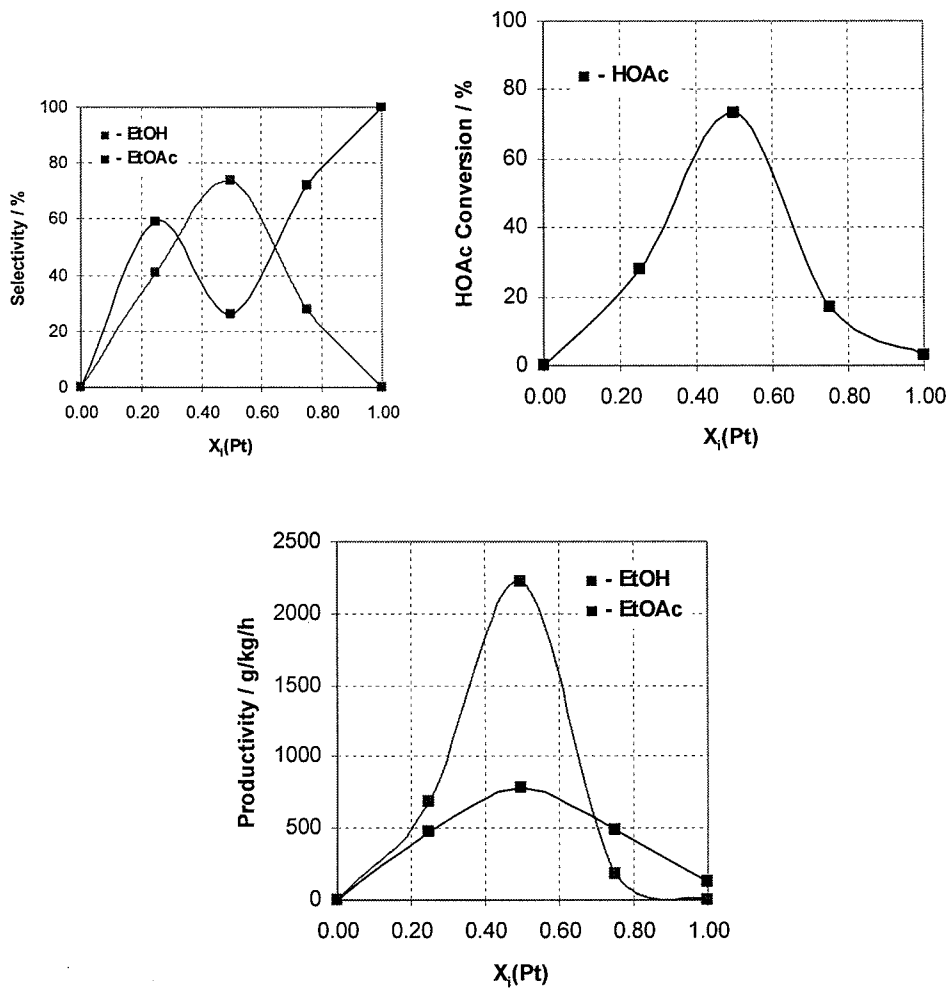 100
80
60
40
20
0
Selectivity / %
■ - EtOH
■ - EtOAc
0.00 0.20 0.40 0.60 0.80 1.00
Xᵢ(Pt)
100
80
60
40
20
0
HOAc Conversion / %
■ - HOAc
0.00 0.20 0.40 0.60 0.80 1.00
Xᵢ(Pt)
2500
2000
1500
1000
500
0
Productivity / g/kg/h
■ - EtOH
■ - EtOAc
0.00 0.20 0.40 0.60 0.80 1.00
Xᵢ(Pt)